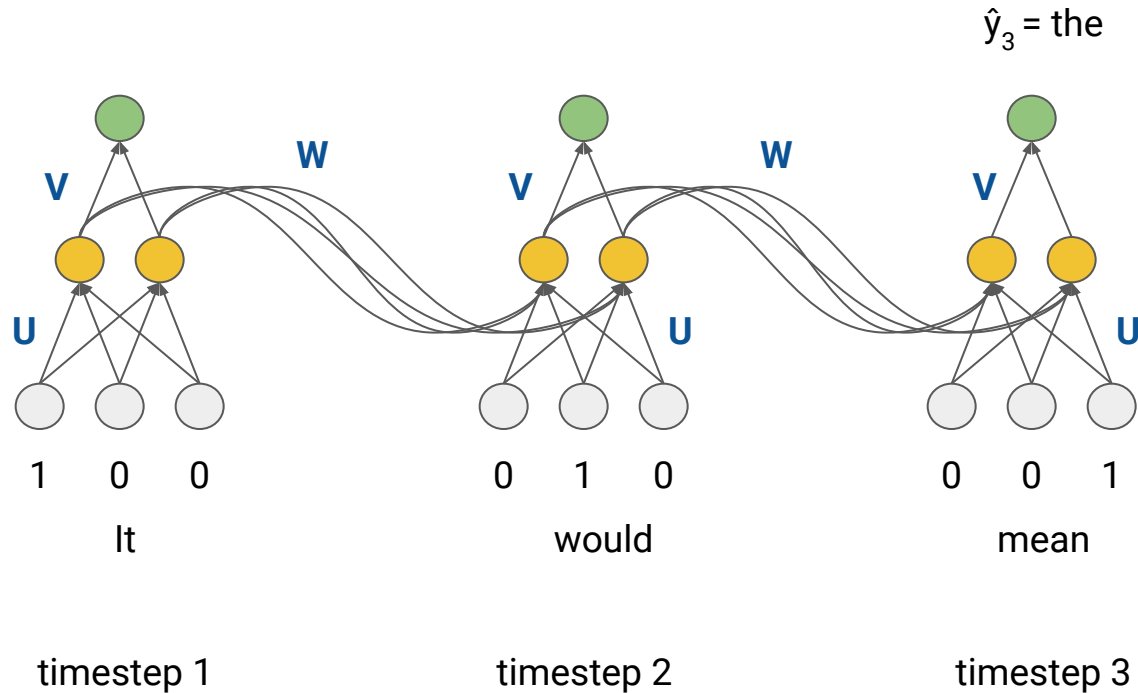 ŷ3 = the
W W
V V V
U U U
1 0 0 0 1 0 0 0 1
It would mean
timestep 1 timestep 2 timestep 3